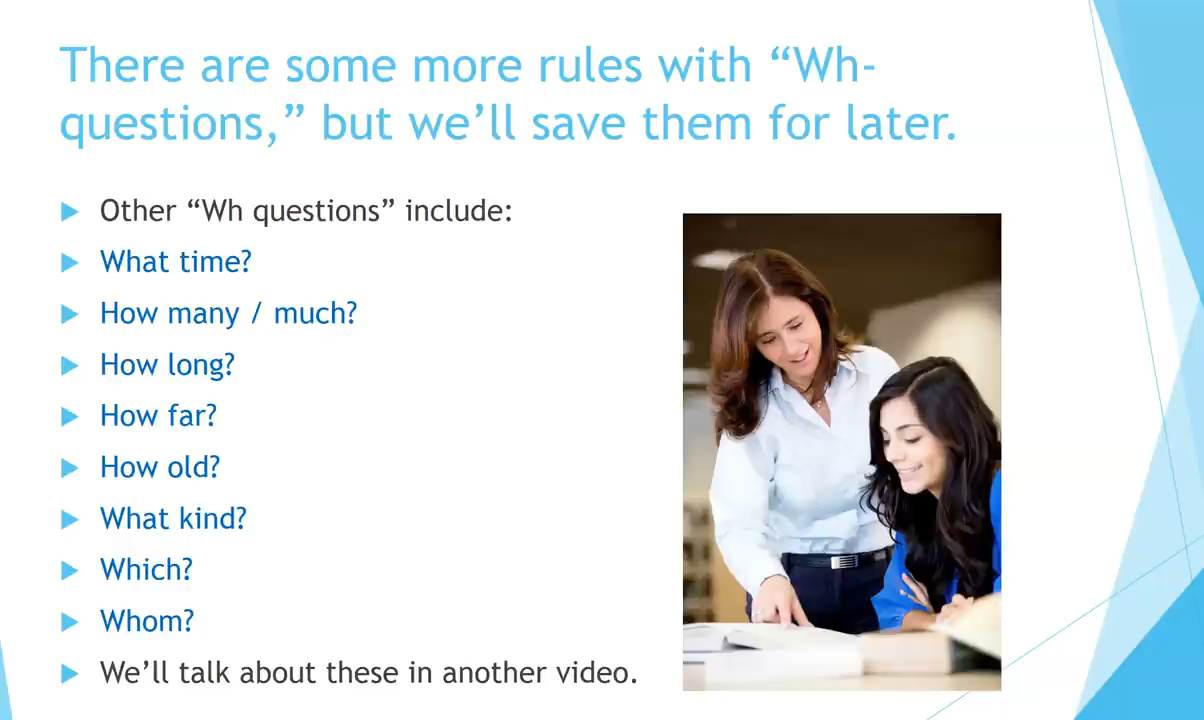 There are some more rules with “Wh-
questions,” but we’ll save them for later.
Other “Wh questions” include:
What time?
How many / much?
How long?
How far?
How old?
What kind?
Which?
Whom?
We’ll talk about these in another video.